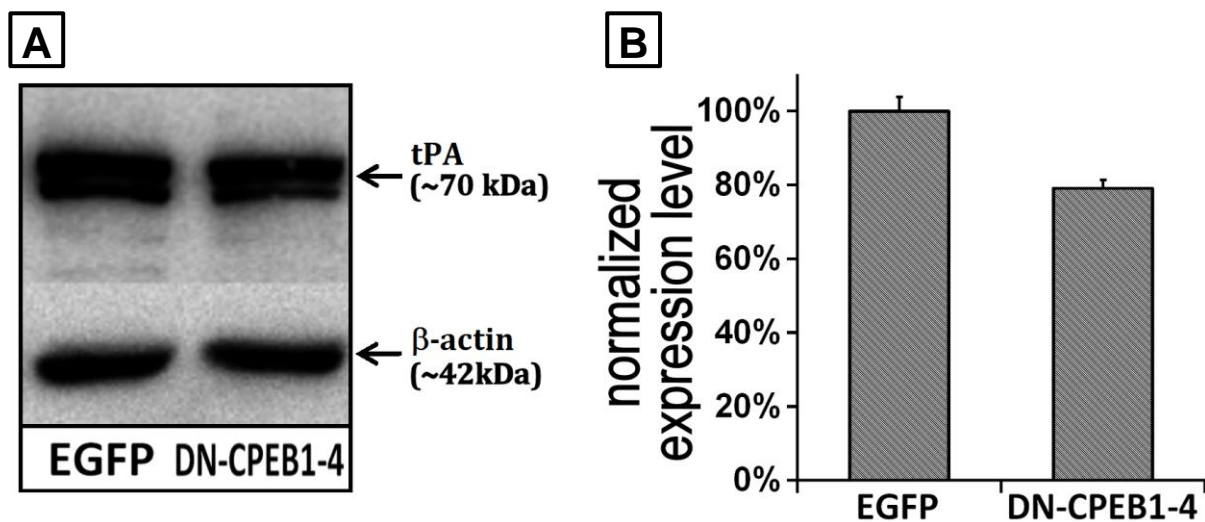 A
tPA
(~70 kDa)
β-actin
(~42kDa)
EGFP DN-CPEB1-4
B
normalized
expression level
100%
80%
60%
40%
20%
0%
EGFP DN-CPEB1-4